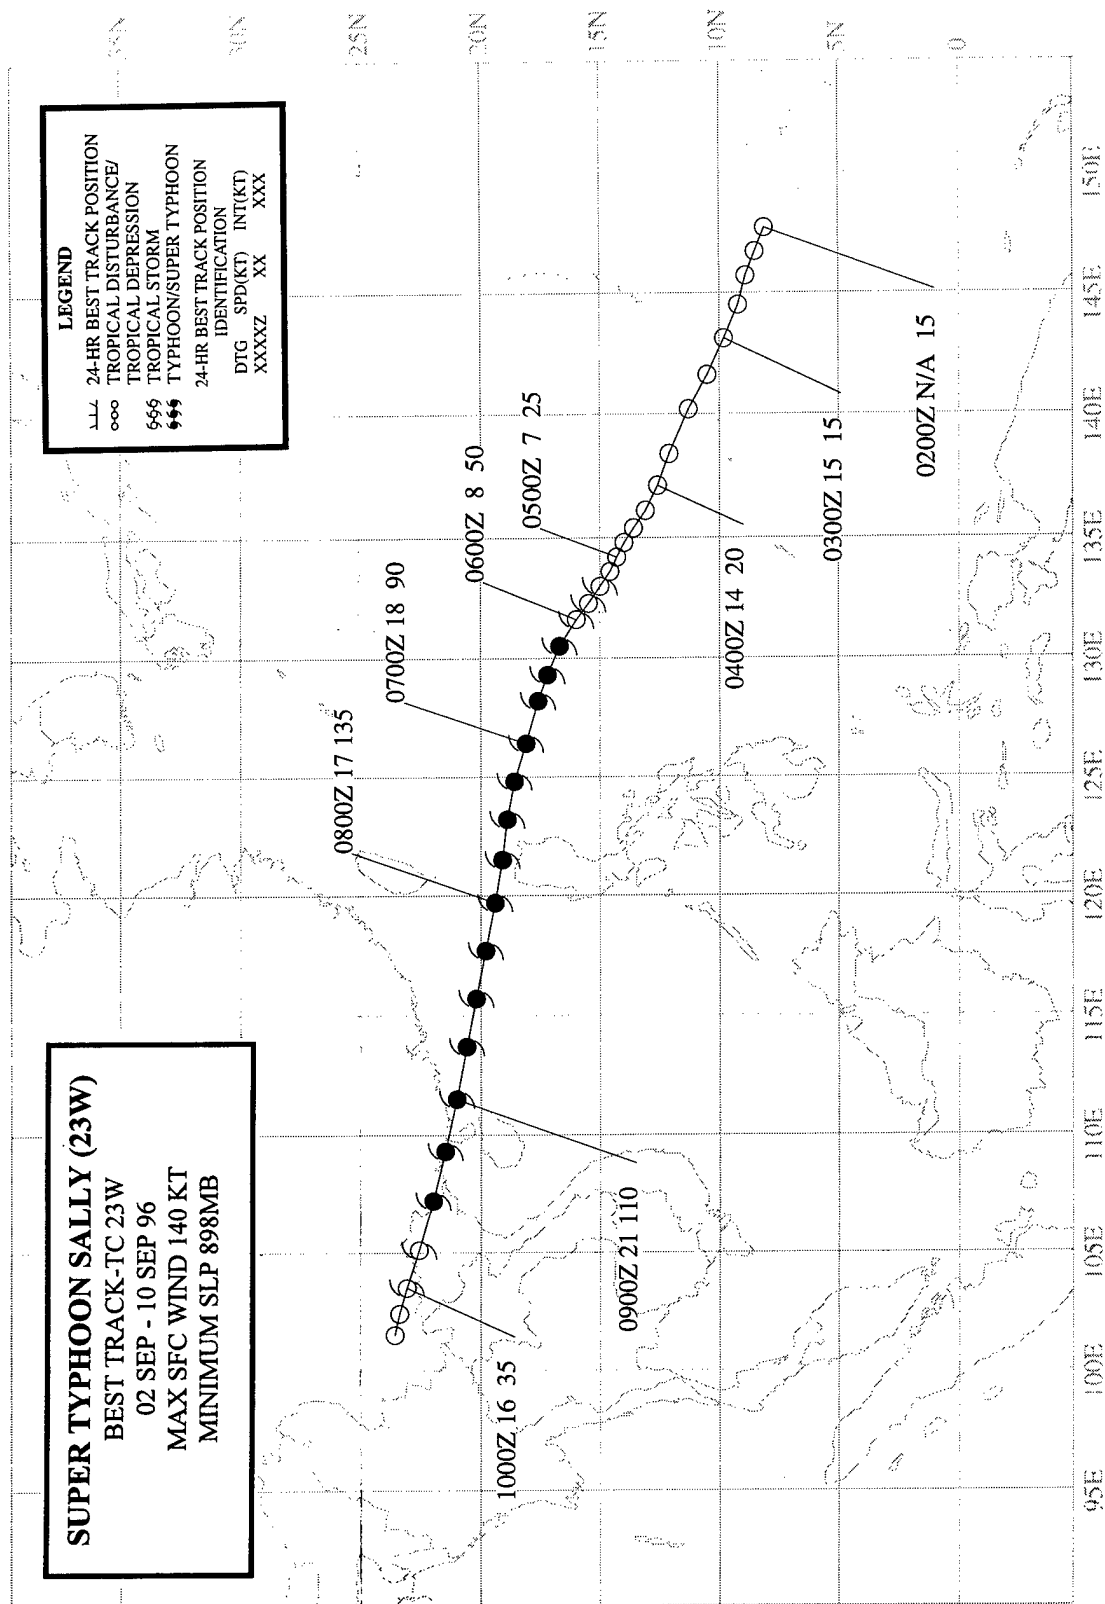 SUPER TYPHOON SALLY (23W)
BEST TRACK-TC 23W
02 SEP - 10 SEP 96
MAX SFC WIND 140 KT
MINIMUM SLP 898MB
LEGEND
24-HR BEST TRACK POSITION
TROPICAL DISTURBANCE/
TROPICAL DEPRESSION
TROPICAL STORM
TYPHOON/SUPER TYPHOON
24-HR BEST TRACK POSITION
IDENTIFICATION
DTG SPD(KT) INT(KT)
XXXXZ XX XXX
35N
30N
25N
20N
15N
10N
5N
0
0800Z 17 135
0700Z 18 90
0600Z 8 50
0500Z 7 25
1000Z 16 35
0900Z 21 110
0400Z 14 20
0300Z 15 15
0200Z N/A 15
95E
100E
105E
110E
115E
120E
125E
130E
135E
140E
145E
150E